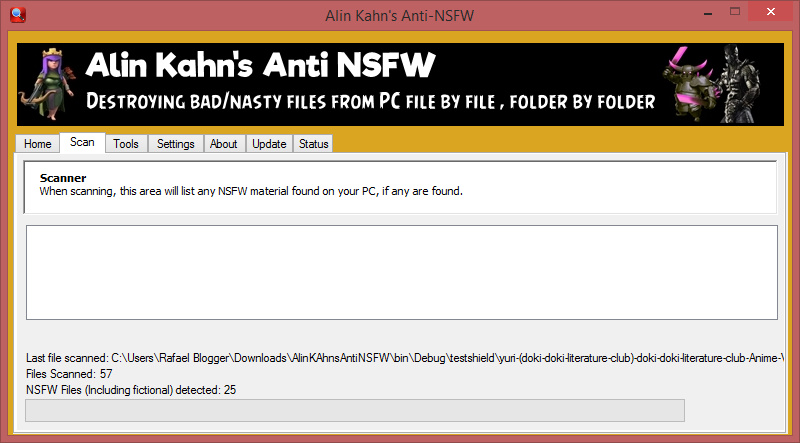 Alin Kahn's Anti-NSFW
Alin Kahn's Anti NSFW
Destroying bad/nasty files from PC file by file , folder by folder
Home Scan Tools Settings About Update Status
Scanner
When scanning, this area will list any NSFW material found on your PC, if any are found.
Last file scanned: C:\Users\Rafael Blogger\Downloads\AlinKAhnsAntiNSFW\bin\Debug\testshield\yuri-(doki-doki-literature-club)-doki-doki-literature-club-Anime-
Files Scanned: 57
NSFW Files (Including fictional) detected: 25